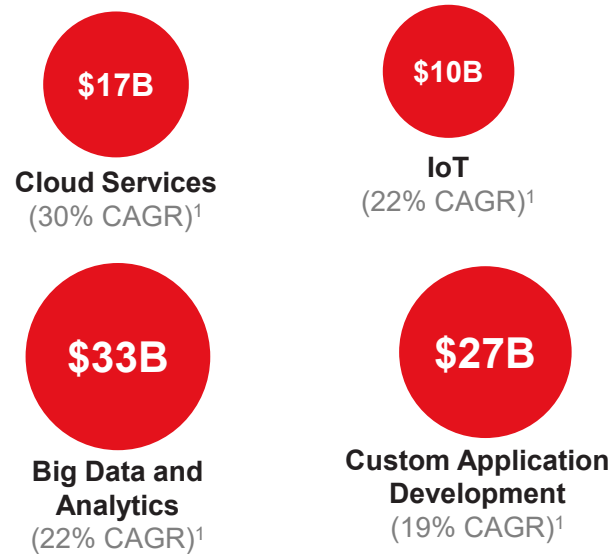 $17B
Cloud Services
(30% CAGR)¹
$10B
IoT
(22% CAGR)¹
$33B
Big Data and
Analytics
(22% CAGR)¹
$27B
Custom Application
Development
(19% CAGR)¹